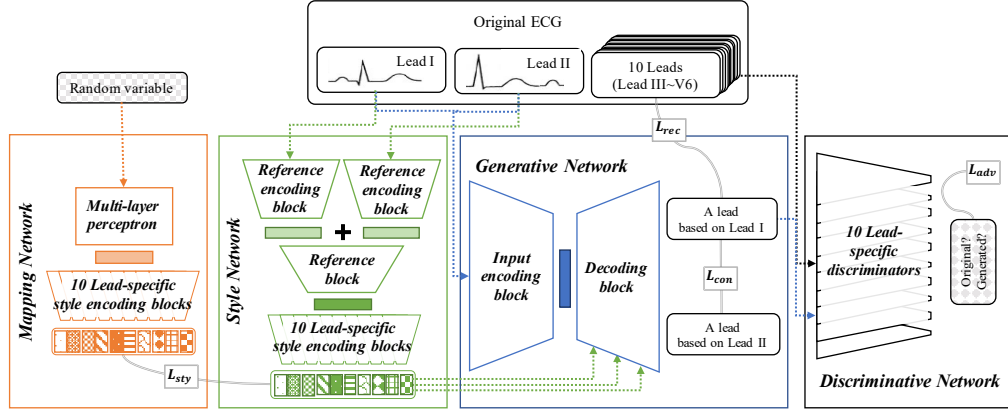 Original ECG
Lead I
Lead II
10 Leads
(Lead III~V6)
Random variable
Mapping Network
Multi-layer
perceptron
10 Lead-specific
style encoding blocks
L_sty
Style Network
Reference
encoding
block
Reference
encoding
block
+
Reference
block
10 Lead-specific
style encoding blocks
Generative Network
Input
encoding
block
Decoding
block
L_rec
A lead
based on Lead I
L_con
A lead
based on Lead II
10 Lead-
specific
discriminators
L_adv
Original?
Generated?
Discriminative Network